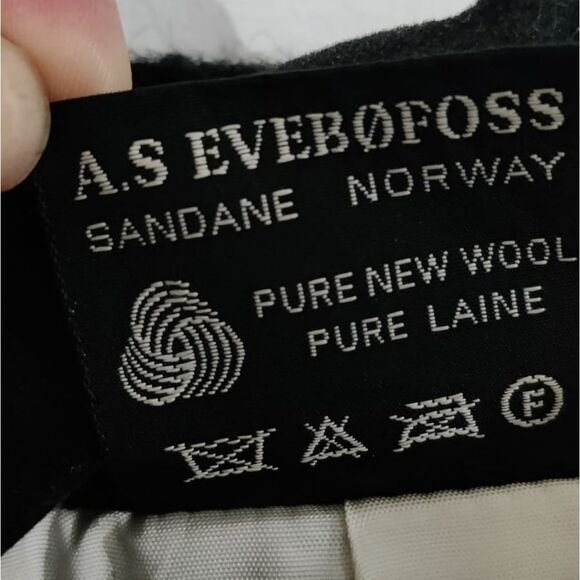 A.S EVEBØFOSS
SANDANE NORWAY
PURE NEW WOOL
PURE LAINE
F